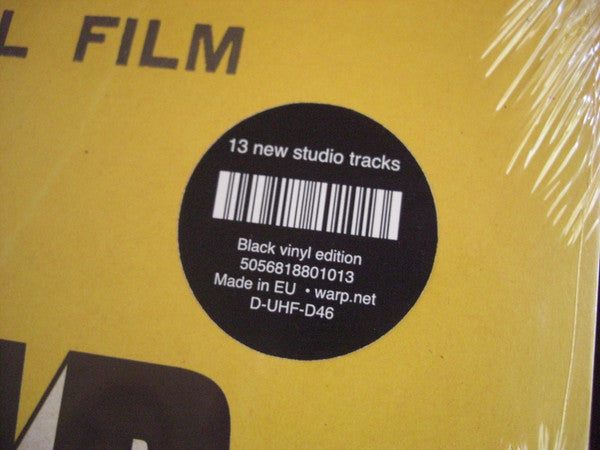 L FILM
13 new studio tracks
Black vinyl edition
5056818801013
Made in EU • warp.net
D-UHF-D46